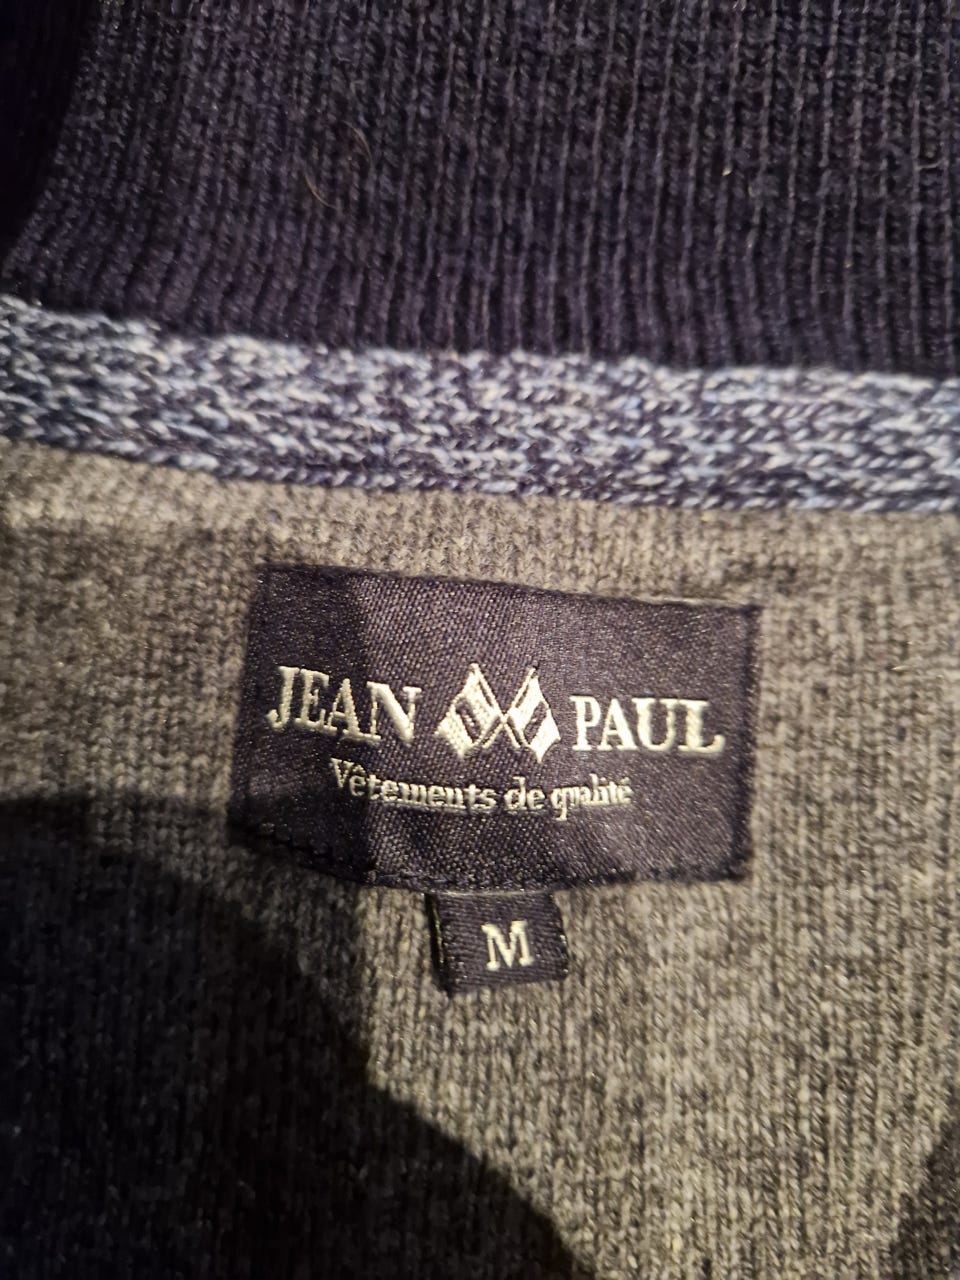 JEAN PAUL
Vêtements de qualité
M